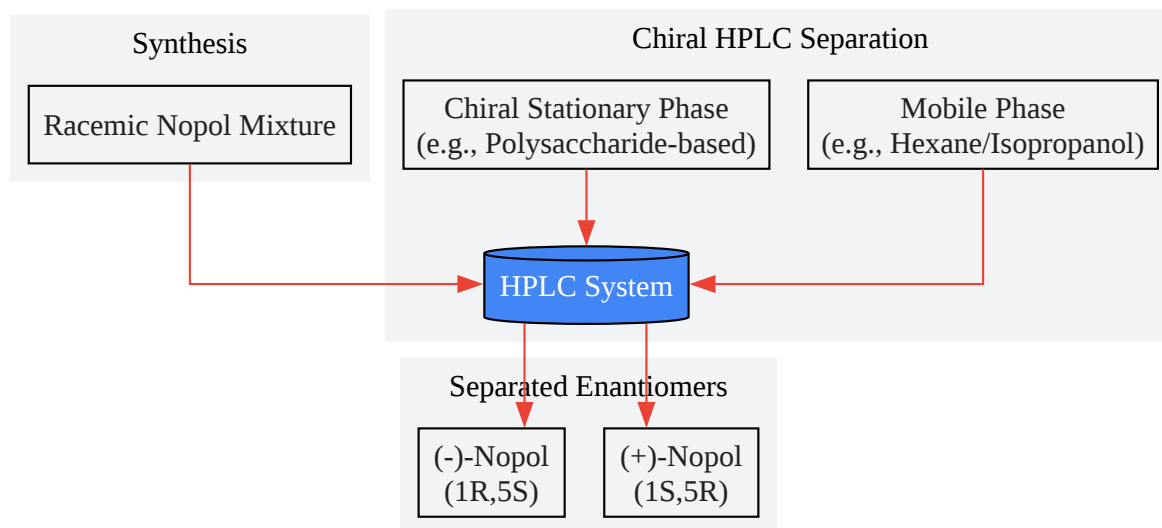 Synthesis
Racemic Nopol Mixture
Chiral HPLC Separation
Chiral Stationary Phase
(e.g., Polysaccharide-based)
Mobile Phase
(e.g., Hexane/Isopropanol)
HPLC System
Separated Enantiomers
(-)-Nopol
(1R,5S)
(+)-Nopol
(1S,5R)